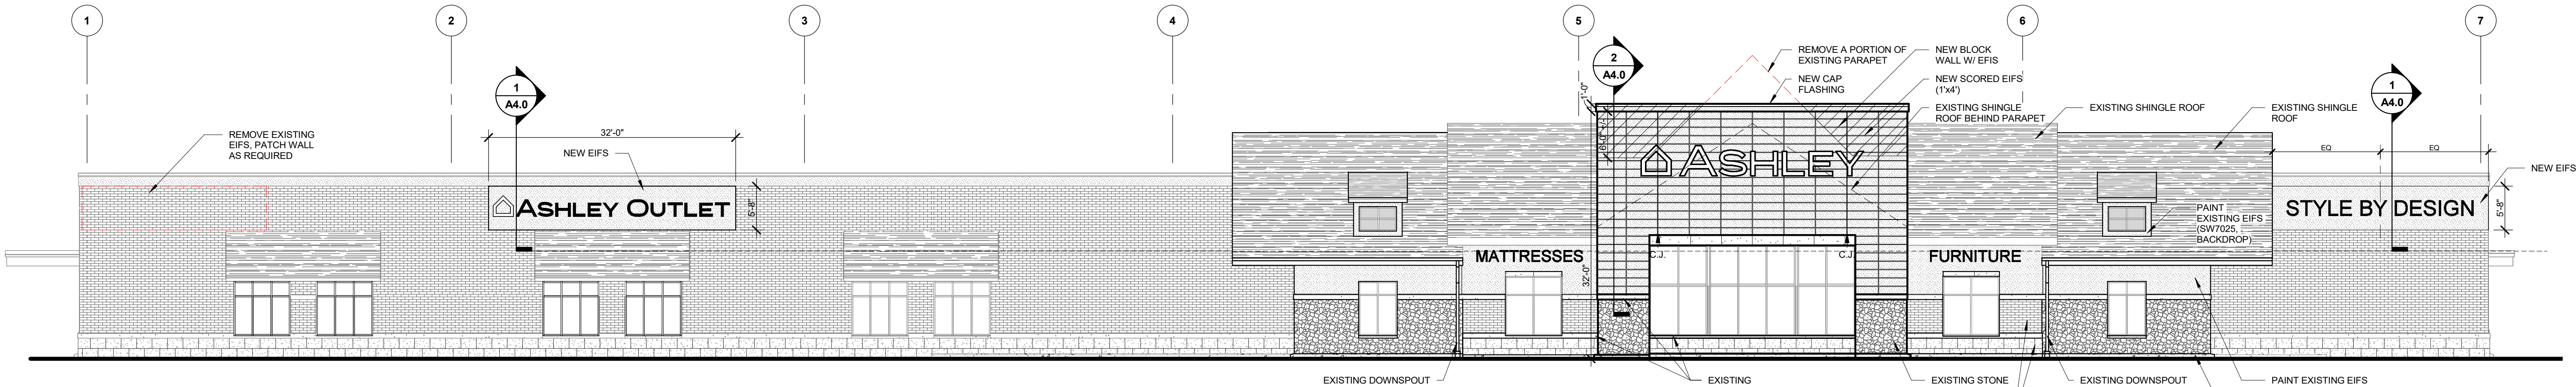 1
2
3
4
5
6
7
2
A4.0
REMOVE A PORTION OF
EXISTING PARAPET
NEW BLOCK
WALL W/ EFIS
1
A4.0
1
A4.0
NEW CAP
FLASHING
NEW SCORED EIFS
(1'x4')
1'-0"
EXISTING SHINGLE
ROOF BEHIND PARAPET
EXISTING SHINGLE ROOF
EXISTING SHINGLE
ROOF
REMOVE EXISTING
EIFS, PATCH WALL
AS REQUIRED
32'-0"
NEW EIFS
6'-0" +/-
EQ
EQ
NEW EIFS
ASHLEY
ASHLEY OUTLET
5'-8"
PAINT
EXISTING EIFS
(SW7025,
BACKDROP)
STYLE BY DESIGN
5'-8"
MATTRESSES
C.J.
C.J.
FURNITURE
32'-0"
EXISTING DOWNSPOUT
EXISTING
EXISTING STONE
EXISTING DOWNSPOUT
PAINT EXISTING EIFS